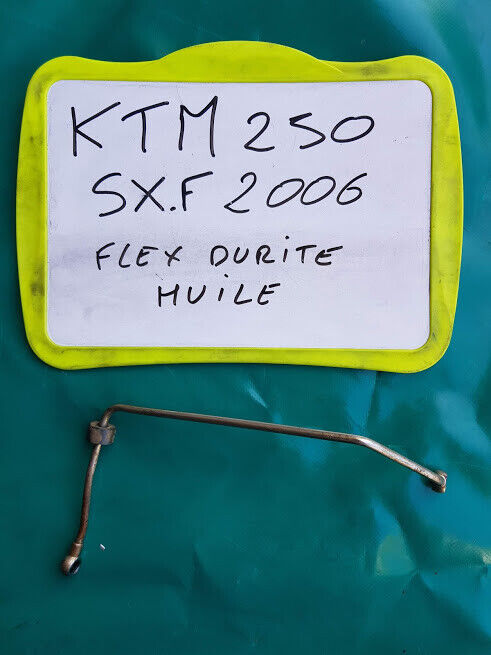 KTM 250
SX.F 2006
FLEX DURITE
HUILE